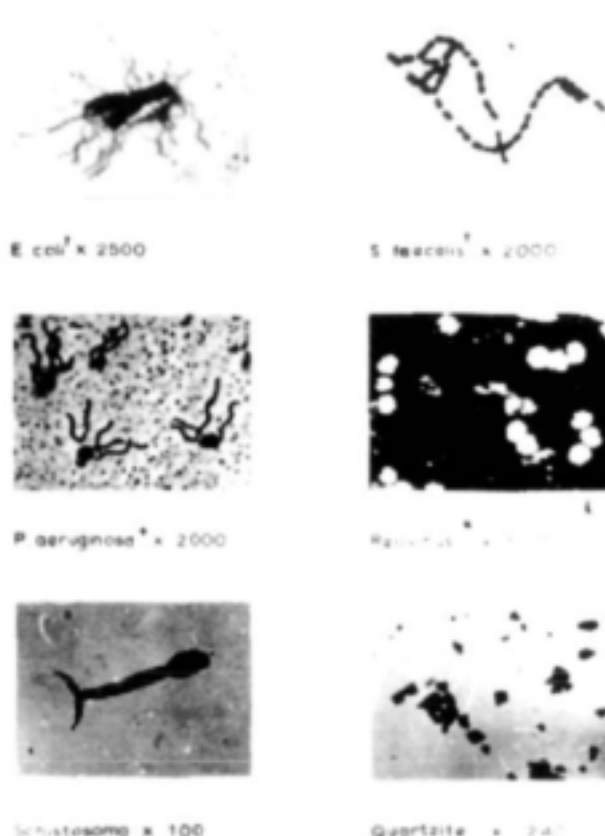 E coli† x 2500
S faecalis† x 2000
P aeruginosa+ x 2000
Schistosoma x 100
Quartzite x